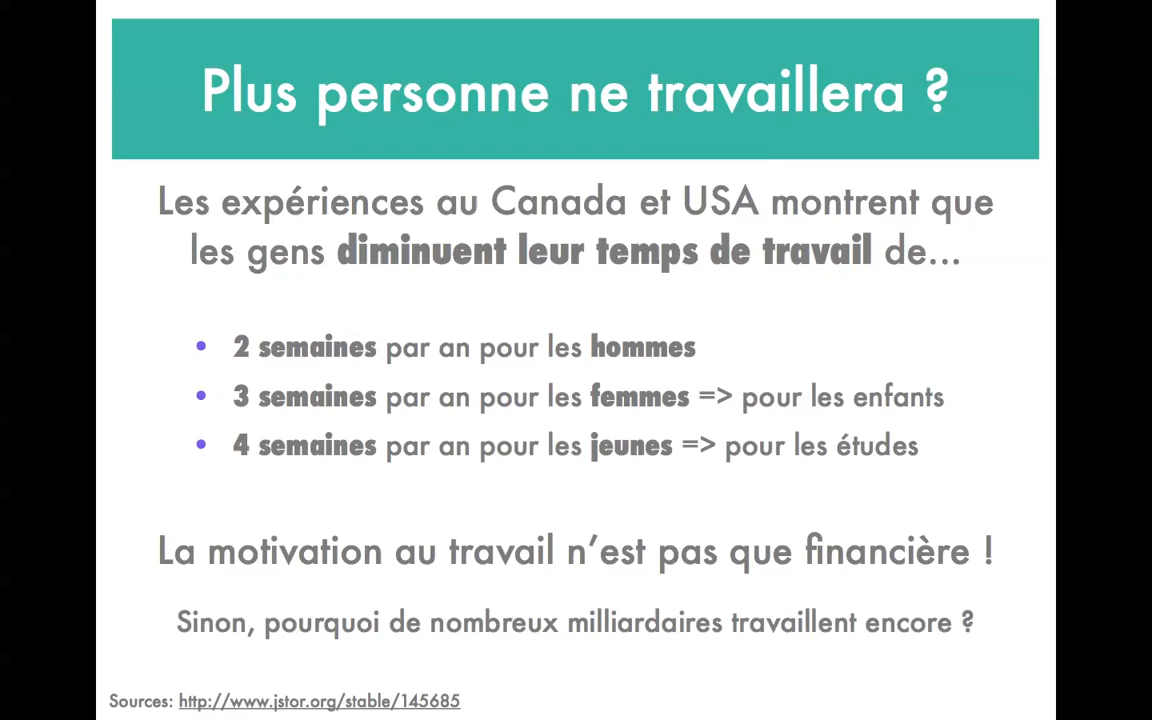 Plus personne ne travaillera ?
Les expériences au Canada et USA montrent que
les gens diminuent leur temps de travail de...
• 2 semaines par an pour les hommes
• 3 semaines par an pour les femmes => pour les enfants
• 4 semaines par an pour les jeunes => pour les études
La motivation au travail n’est pas que financière !
Sinon, pourquoi de nombreux milliardaires travaillent encore ?
Sources: http://www.jstor.org/stable/145685